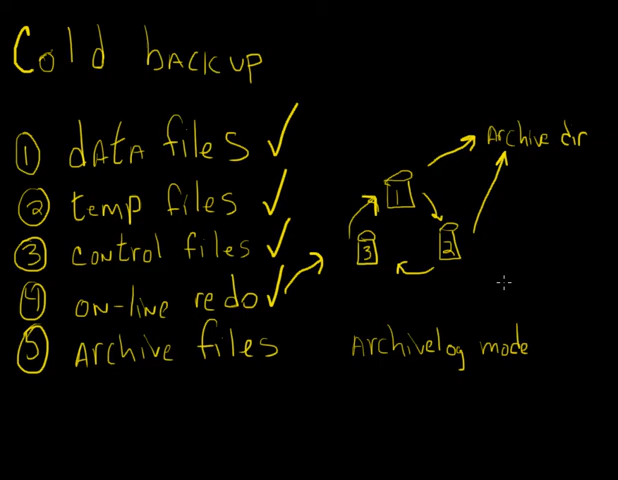 Cold backup
① data files ✓
② temp files ✓
③ control files ✓
④ on-line redo ✓
⑤ Archive files
Archive dir
1
2
3
Archivelog mode